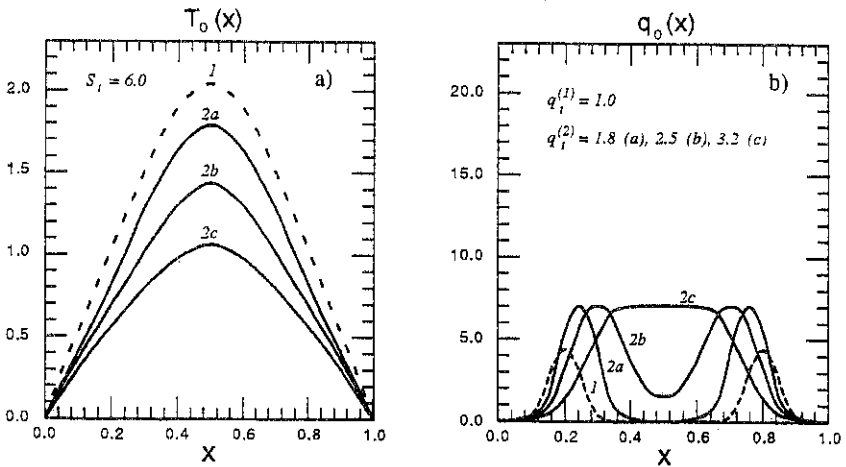 T₀(x)
S_t = 6.0
a)
1
2a
2b
2c
2.0
1.5
1.0
0.5
0.0
0.0
0.2
0.4
0.6
0.8
1.0
X
q₀(x)
b)
q_t^(1) = 1.0
q_t^(2) = 1.8 (a), 2.5 (b), 3.2 (c)
20.0
15.0
10.0
5.0
0.0
2c
2b
2a
1
0.0
0.2
0.4
0.6
0.8
1.0
X